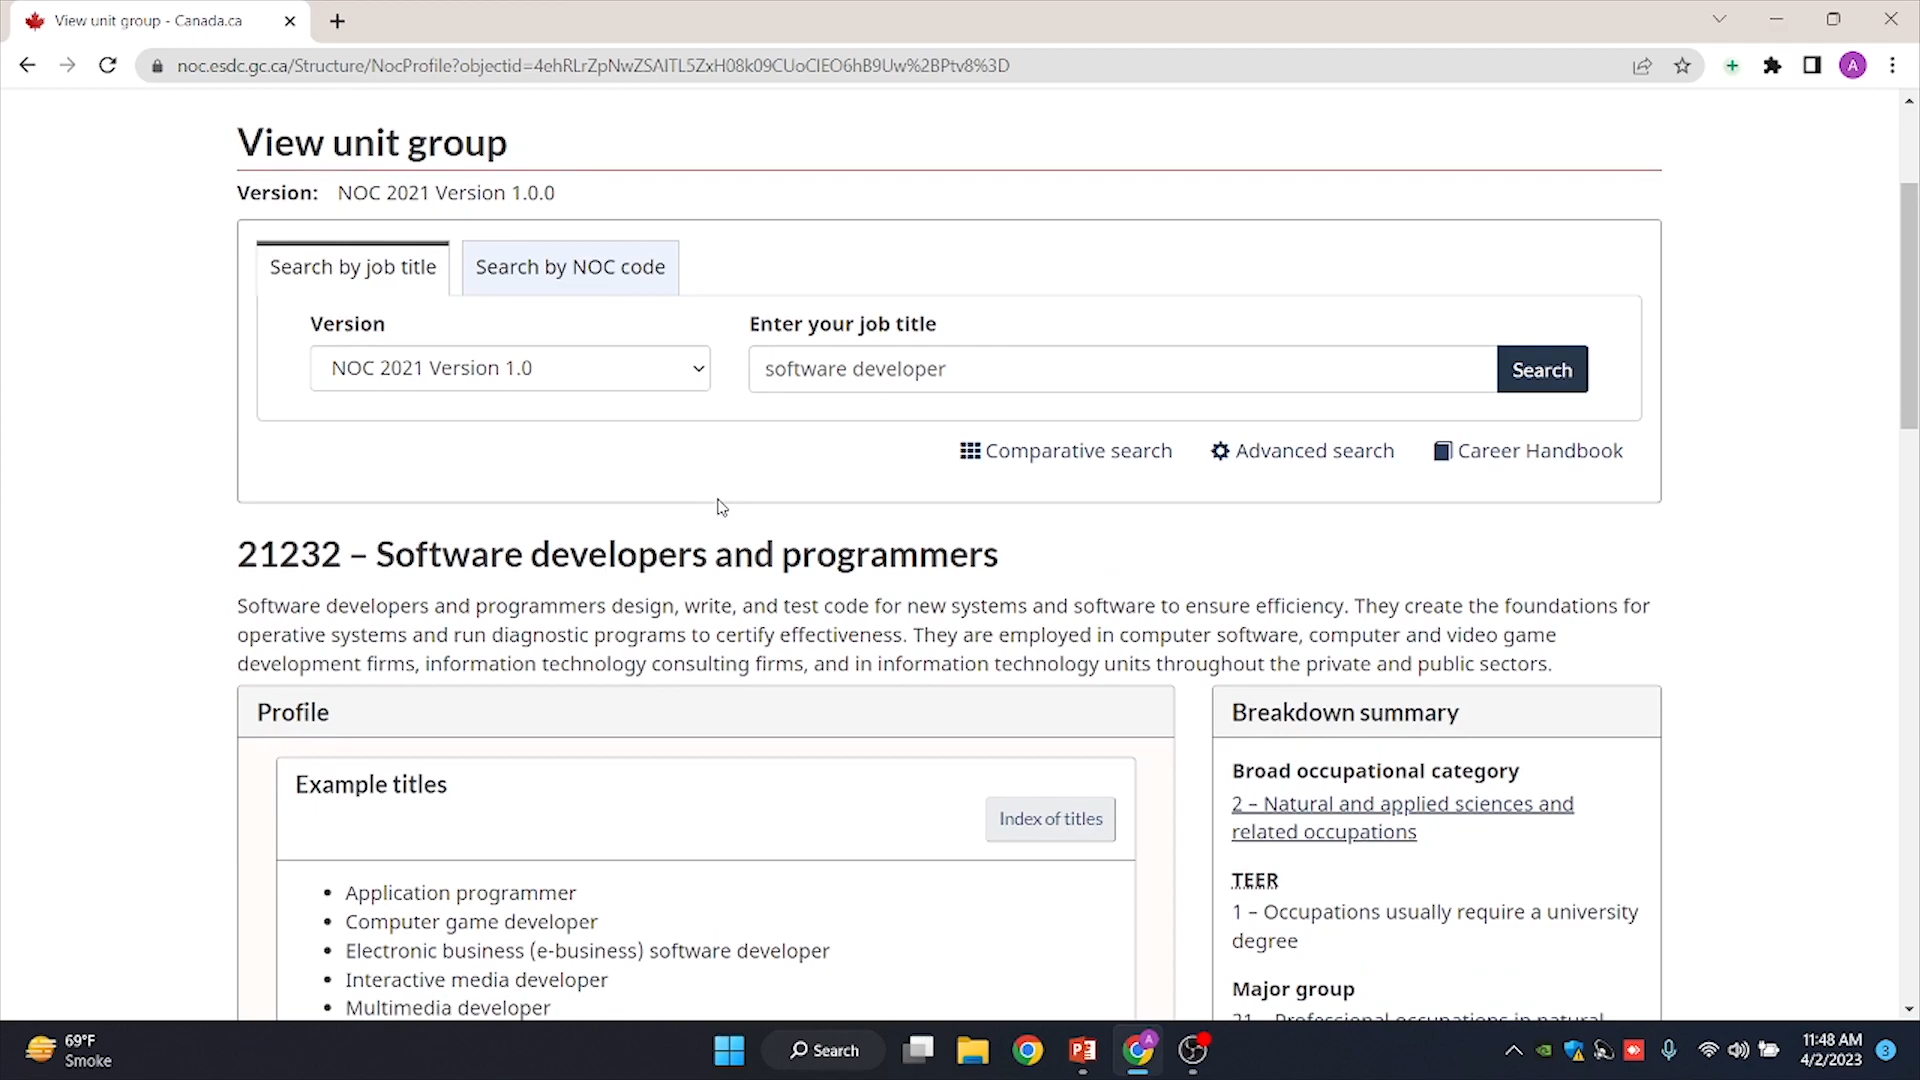 View unit group - Canada.ca
noc.esdc.gc.ca/Structure/NocProfile?objectid=4ehRLrZpNwZSAITL5ZxH08k09CUoCIEO6hB9Uw%2BPtv8%3D
A
View unit group
Version: NOC 2021 Version 1.0.0
Search by job title
Search by NOC code
Version
Enter your job title
NOC 2021 Version 1.0
software developer
Search
Comparative search
Advanced search
Career Handbook
21232 – Software developers and programmers
Software developers and programmers design, write, and test code for new systems and software to ensure efficiency. They create the foundations for
operative systems and run diagnostic programs to certify effectiveness. They are employed in computer software, computer and video game
development firms, information technology consulting firms, and in information technology units throughout the private and public sectors.
Profile
Example titles
Index of titles
• Application programmer
• Computer game developer
• Electronic business (e-business) software developer
• Interactive media developer
• Multimedia developer
Breakdown summary
Broad occupational category
2 – Natural and applied sciences and
related occupations
TEER
1 – Occupations usually require a university
degree
Major group
21 – Professional occupations in natural
69°F
Smoke
Search
A
11:48 AM
4/2/2023
3